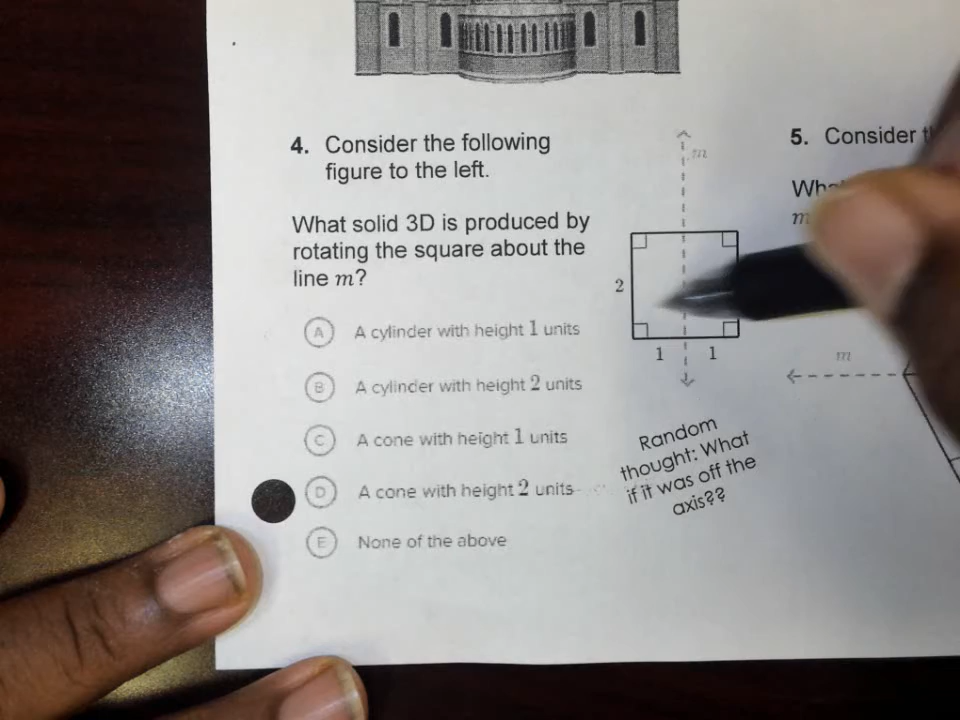 4. Consider the following
figure to the left.
What solid 3D is produced by
rotating the square about the
line m?
A A cylinder with height 1 units
B A cylinder with height 2 units
C A cone with height 1 units
D A cone with height 2 units
E None of the above
m
2
1 1
Random
thought: What
if it was off the
axis??
5. Consider
m
m